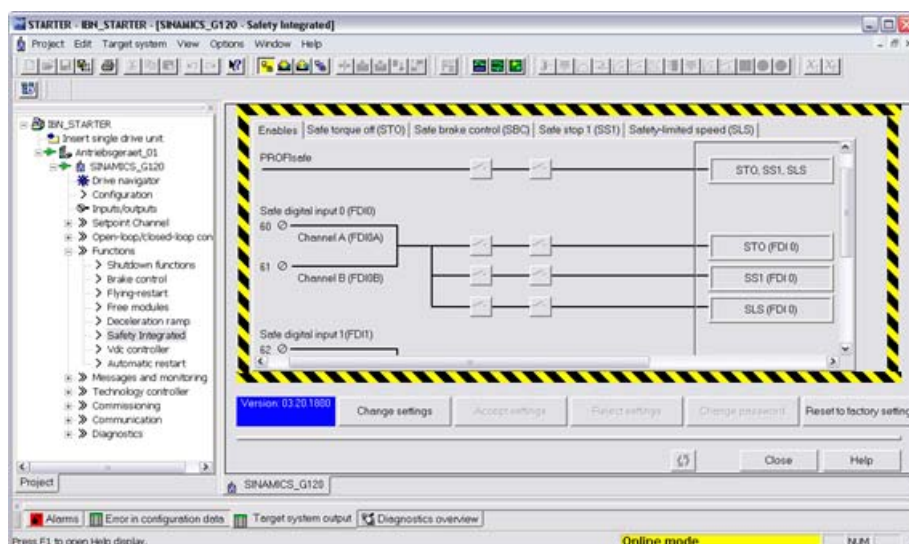 STARTER - IBN_STARTER - [SINAMICS_G120 - Safety Integrated]
Project Edit Target system View Options Window Help
IBN_STARTER
Insert single drive unit
Antriebsgeraet_01
SINAMICS_G120
Drive navigator
Configuration
Inputs/outputs
Setpoint Channel
Open-loop/closed-loop con
Functions
Shutdown functions
Brake control
Flying-restart
Free modules
Deceleration ramp
Safety Integrated
Vdc controller
Automatic restart
Messages and monitoring
Technology controller
Commissioning
Communication
Diagnostics
Project
Enables Safe torque off (STO) Safe brake control (SBC) Safe stop 1 (SS1) Safety-limited speed (SLS)
PROFIsafe
STO, SS1, SLS
Safe digital input 0 (FDI0)
60
Channel A (FDI0A)
STO (FDI 0)
61
Channel B (FDI0B)
SS1 (FDI 0)
SLS (FDI 0)
Safe digital input 1(FDI1)
62
Version: 03.20.1800
Change settings Accept settings Reject settings Change password Reset to factory setting
Close Help
SINAMICS_G120
Alarms Error in configuration data Target system output Diagnostics overview
Press F1 to open Help display. Online mode NUM